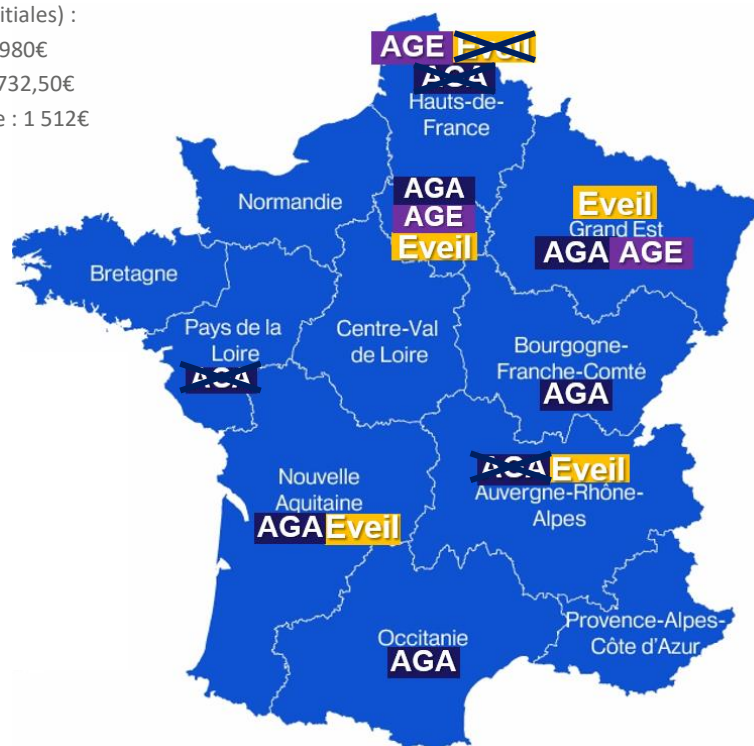 itiales) :
980€
732,50€
e : 1 512€
AGE Eveil
AGA
Hauts-de-
France
Normandie
AGA
AGE
Eveil
Eveil
Grand Est
AGA AGE
Bretagne
Pays de la
Loire
AGA
Centre-Val
de Loire
Bourgogne-
Franche-Comté
AGA
Nouvelle
Aquitaine
AGA Eveil
AGA Eveil
Auvergne-Rhône-
Alpes
Occitanie
AGA
Provence-Alpes-
Côte d'Azur